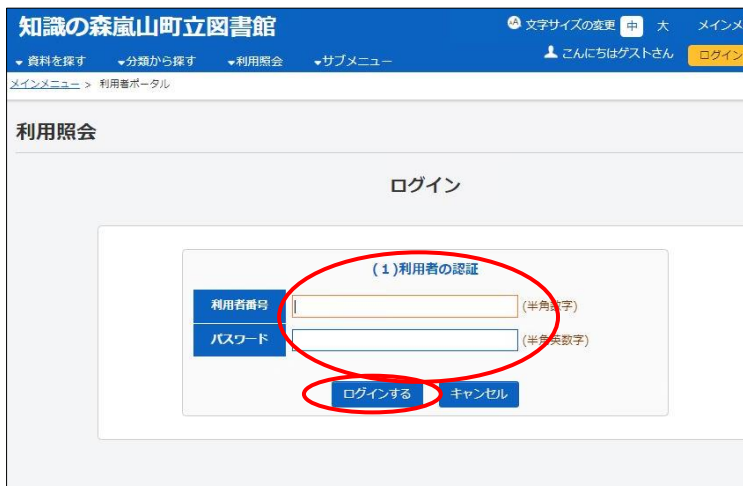 知識の森嵐山町立図書館
文字サイズの変更 中 大 メインメ
資料を探す 分類から探す 利用照会 サブメニュー こんにちはゲストさん ログイン
メインメニュー > 利用者ポータル
利用照会
ログイン
(1)利用者の認証
利用者番号 (半角数字)
パスワード (半角英数字)
ログインする キャンセル